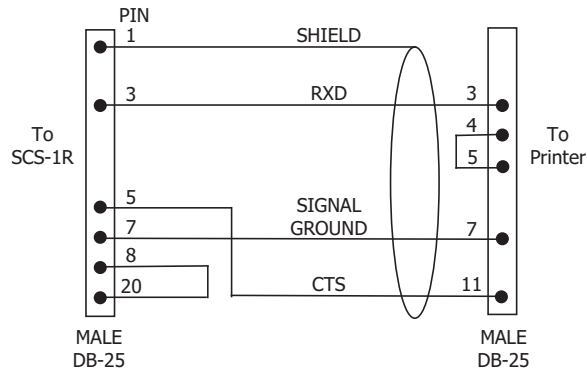 PIN
1 SHIELD
3 RXD 3
4
To SCS-1R
To Printer
5
5 SIGNAL
7 GROUND 7
8
20 CTS 11
MALE DB-25
MALE DB-25